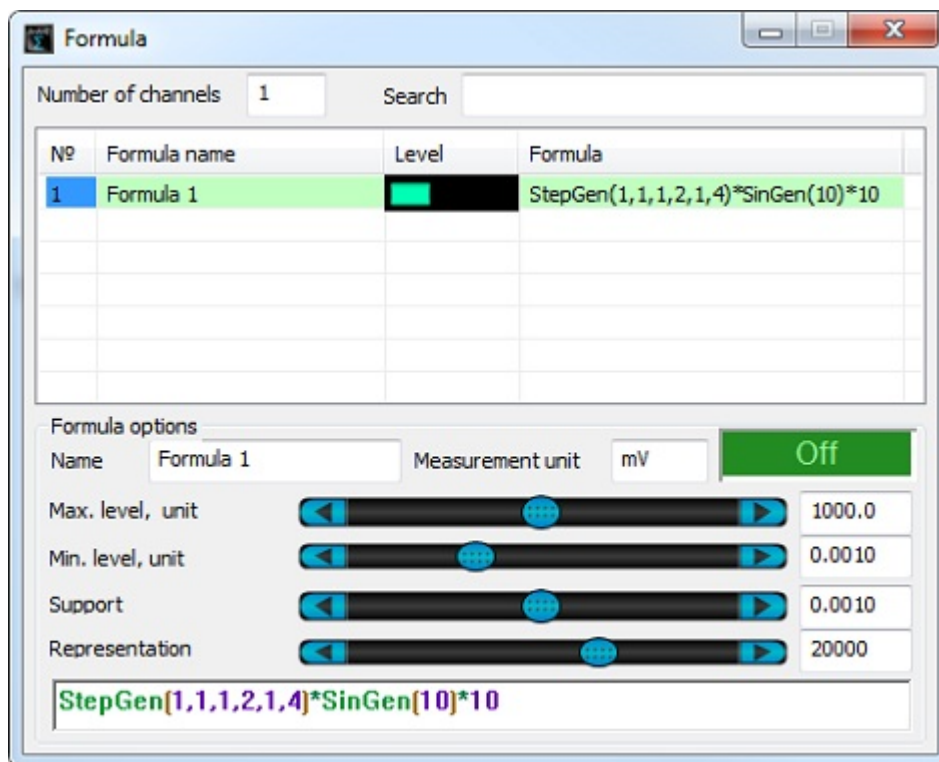 Formula
Number of channels 1 Search
Nº Formula name Level Formula
1 Formula 1 StepGen(1,1,1,2,1,4)*SinGen(10)*10
Formula options
Name Formula 1 Measurement unit mV Off
Max. level, unit 1000.0
Min. level, unit 0.0010
Support 0.0010
Representation 20000
StepGen(1,1,1,2,1,4)*SinGen(10)*10